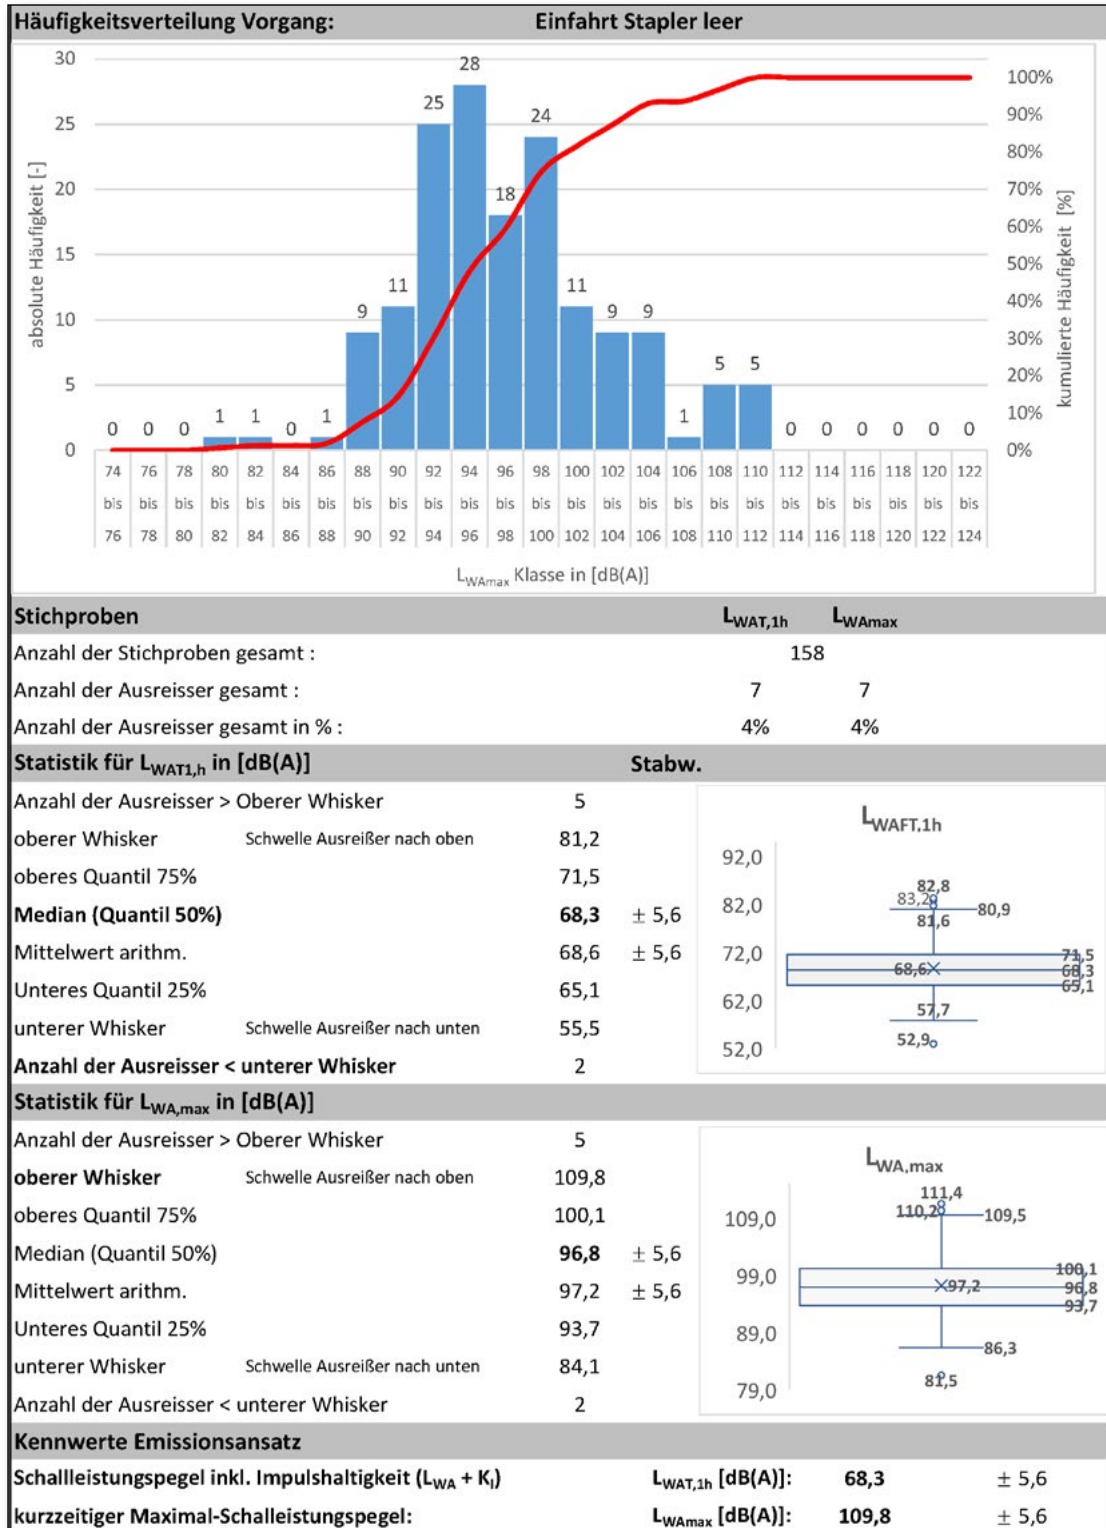 Häufigkeitsverteilung Vorgang: Einfahrt Stapler leer
absolute Häufigkeit [-]
30
25
20
15
10
5
0
0 0 0 1 1 0 1 9 11 25 28 18 24 11 9 9 1 5 5 0 0 0 0 0 0
100%
90%
80%
70%
60%
50%
40%
30%
20%
10%
0%
kumulierte Häufigkeit [%]
74 76 78 80 82 84 86 88 90 92 94 96 98 100 102 104 106 108 110 112 114 116 118 120 122
bis bis bis bis bis bis bis bis bis bis bis bis bis bis bis bis bis bis bis bis bis bis bis bis bis
76 78 80 82 84 86 88 90 92 94 96 98 100 102 104 106 108 110 112 114 116 118 120 122 124
LWAmax Klasse in [dB(A)]
Stichproben LWAT,1h LWAmax
Anzahl der Stichproben gesamt : 158
Anzahl der Ausreisser gesamt : 7 7
Anzahl der Ausreisser gesamt in % : 4% 4%
Statistik für LWAT1,h in [dB(A)] Stabw.
Anzahl der Ausreisser > Oberer Whisker 5
oberer Whisker Schwelle Ausreißer nach oben 81,2
oberes Quantil 75% 71,5
Median (Quantil 50%) 68,3 ± 5,6
Mittelwert arithm. 68,6 ± 5,6
Unteres Quantil 25% 65,1
unterer Whisker Schwelle Ausreißer nach unten 55,5
Anzahl der Ausreisser < unterer Whisker 2
LWAFT,1h
92,0
82,0
72,0
62,0
52,0
82,8
83,2
81,6
80,9
71,5
68,3
65,1
68,6
57,7
52,9
Statistik für LWA,max in [dB(A)]
Anzahl der Ausreisser > Oberer Whisker 5
oberer Whisker Schwelle Ausreißer nach oben 109,8
oberes Quantil 75% 100,1
Median (Quantil 50%) 96,8 ± 5,6
Mittelwert arithm. 97,2 ± 5,6
Unteres Quantil 25% 93,7
unterer Whisker Schwelle Ausreißer nach unten 84,1
Anzahl der Ausreisser < unterer Whisker 2
LWA,max
109,0
99,0
89,0
79,0
111,4
110,2
109,5
100,1
97,2
96,8
93,7
86,3
81,5
Kennwerte Emissionsansatz
Schallleistungspegel inkl. Impulshaltigkeit (LWA + KI) LWAT,1h [dB(A)]: 68,3 ± 5,6
kurzzeitiger Maximal-Schalleistungspegel: LWAmax [dB(A)]: 109,8 ± 5,6